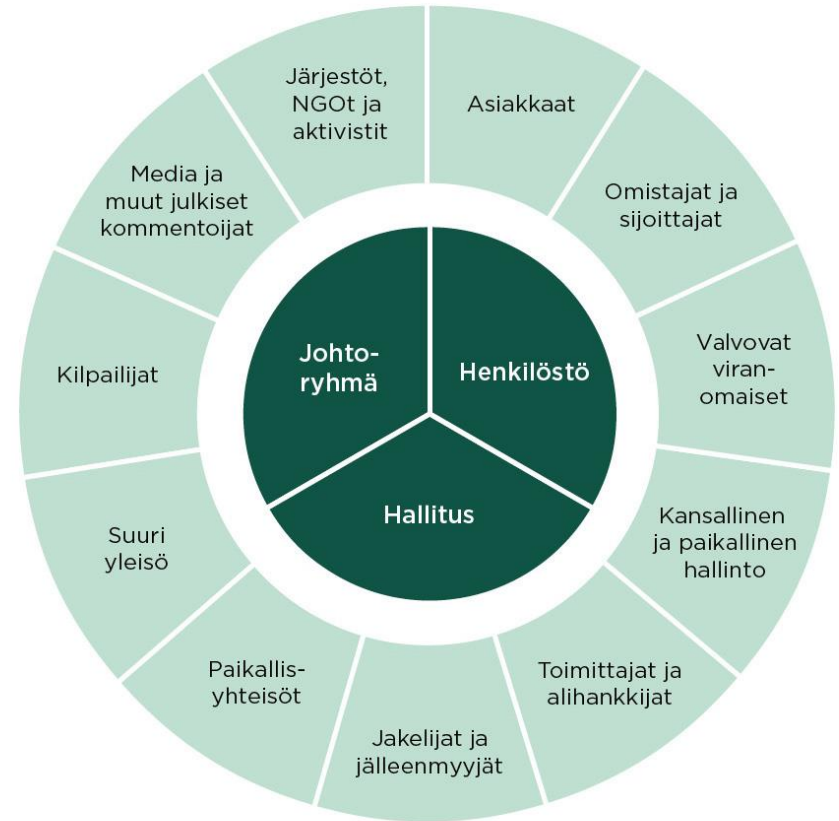 Järjestöt,
NGOt ja
aktivistit
Asiakkaat
Omistajat ja
sijoittajat
Valvovat
viran-
omaiset
Kansallinen
ja paikallinen
hallinto
Toimittajat ja
alihankkijat
Jakelijat ja
jälleenmyyjät
Paikallis-
yhteisöt
Suuri
yleisö
Kilpailijat
Media ja
muut julkiset
kommentoijat
Johto-
ryhmä
Henkilöstö
Hallitus